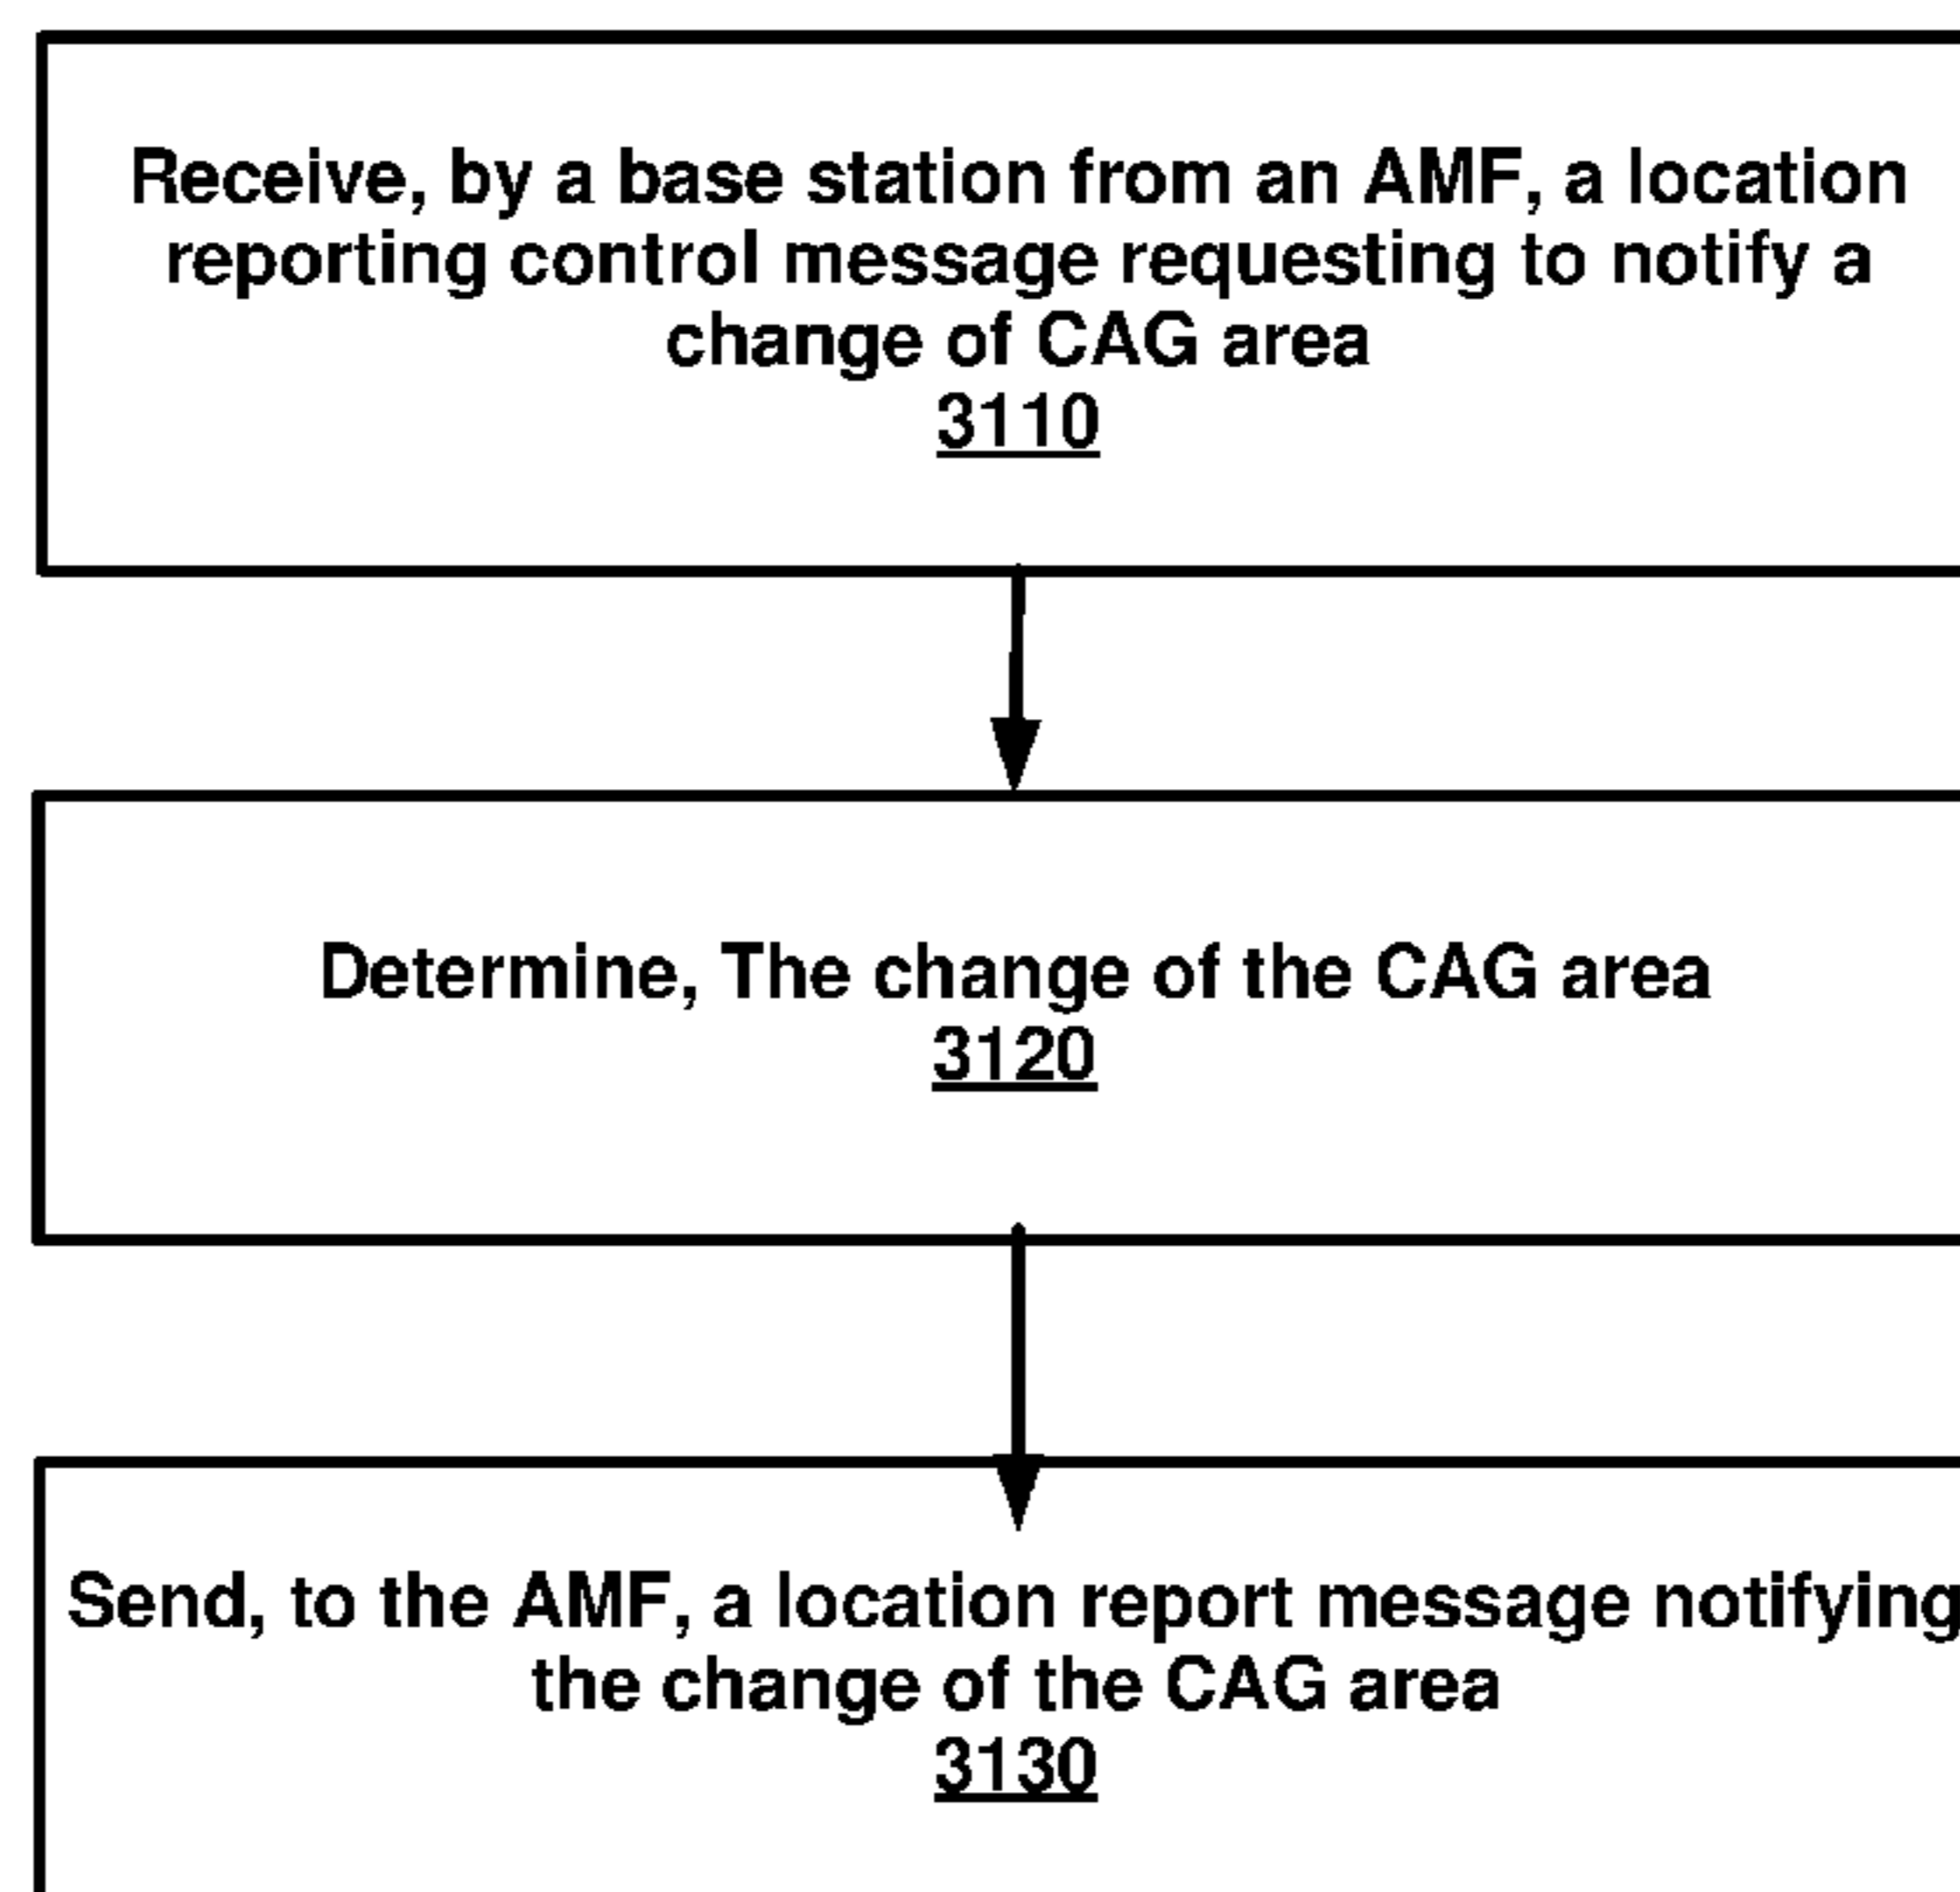 Receive, by a base station from an AMF, a location
reporting control message requesting to notify a
change of CAG area
3110
Determine, The change of the CAG area
3120
Send, to the AMF, a location report message notifying
the change of the CAG area
3130